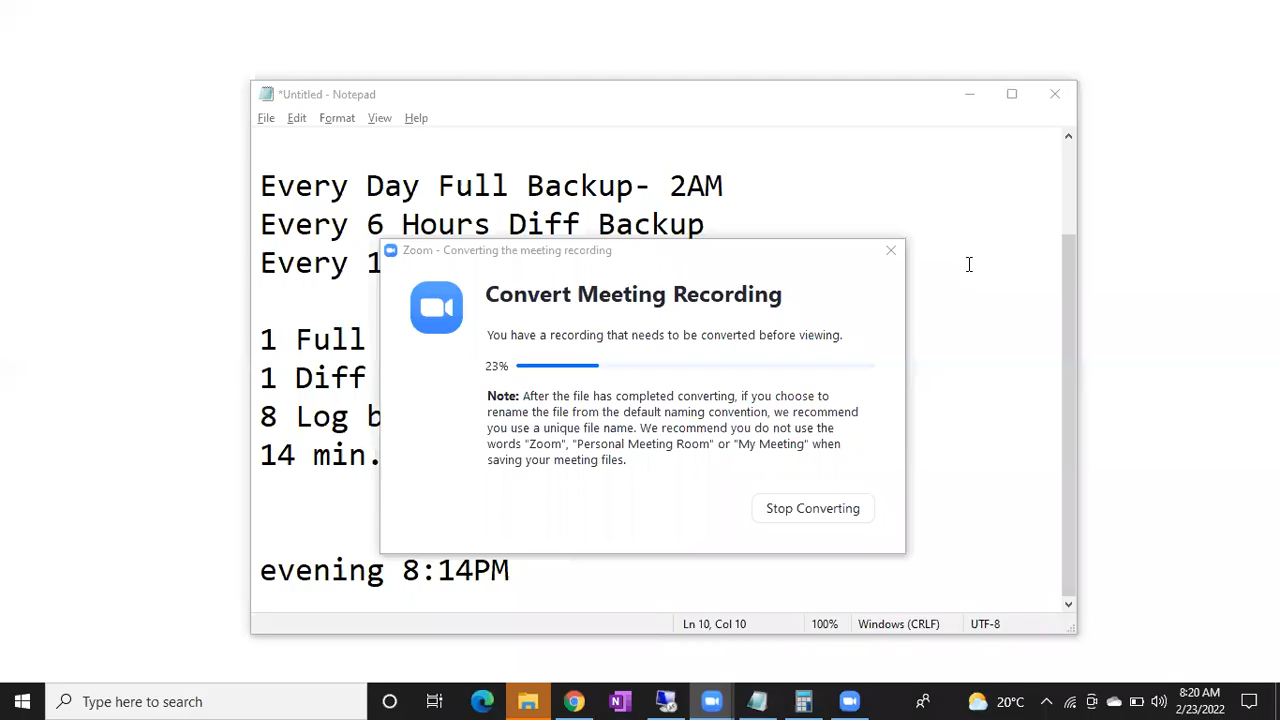 *Untitled - Notepad
File Edit Format View Help
Every Day Full Backup- 2AM
Every 6 Hours Diff Backup
Every 1
1 Full
1 Diff
8 Log b
14 min.
evening 8:14PM
Zoom - Converting the meeting recording
Convert Meeting Recording
You have a recording that needs to be converted before viewing.
23%
Note: After the file has completed converting, if you choose to
rename the file from the default naming convention, we recommend
you use a unique file name. We recommend you do not use the
words "Zoom", "Personal Meeting Room" or "My Meeting" when
saving your meeting files.
Stop Converting
Ln 10, Col 10 100% Windows (CRLF) UTF-8
Type here to search
20°C
8:20 AM
2/23/2022